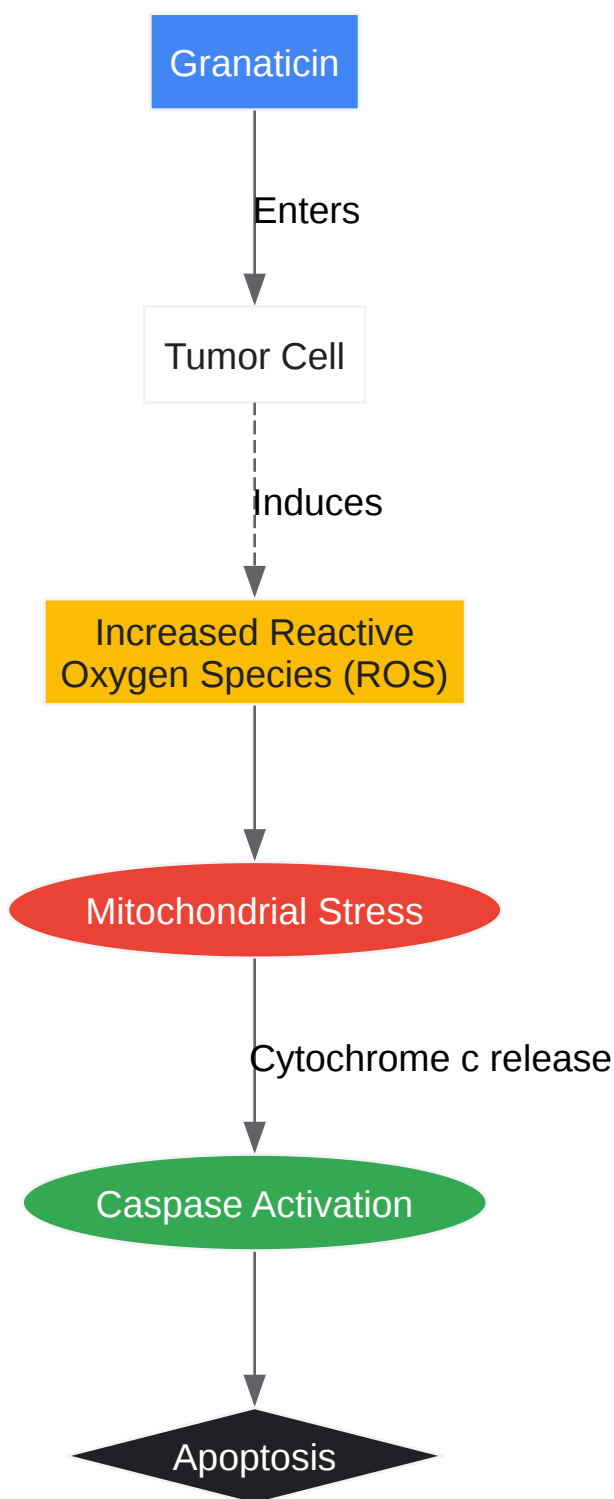 Granaticin
Enters
Tumor Cell
Induces
Increased Reactive
Oxygen Species (ROS)
Mitochondrial Stress
Cytochrome c release
Caspase Activation
Apoptosis